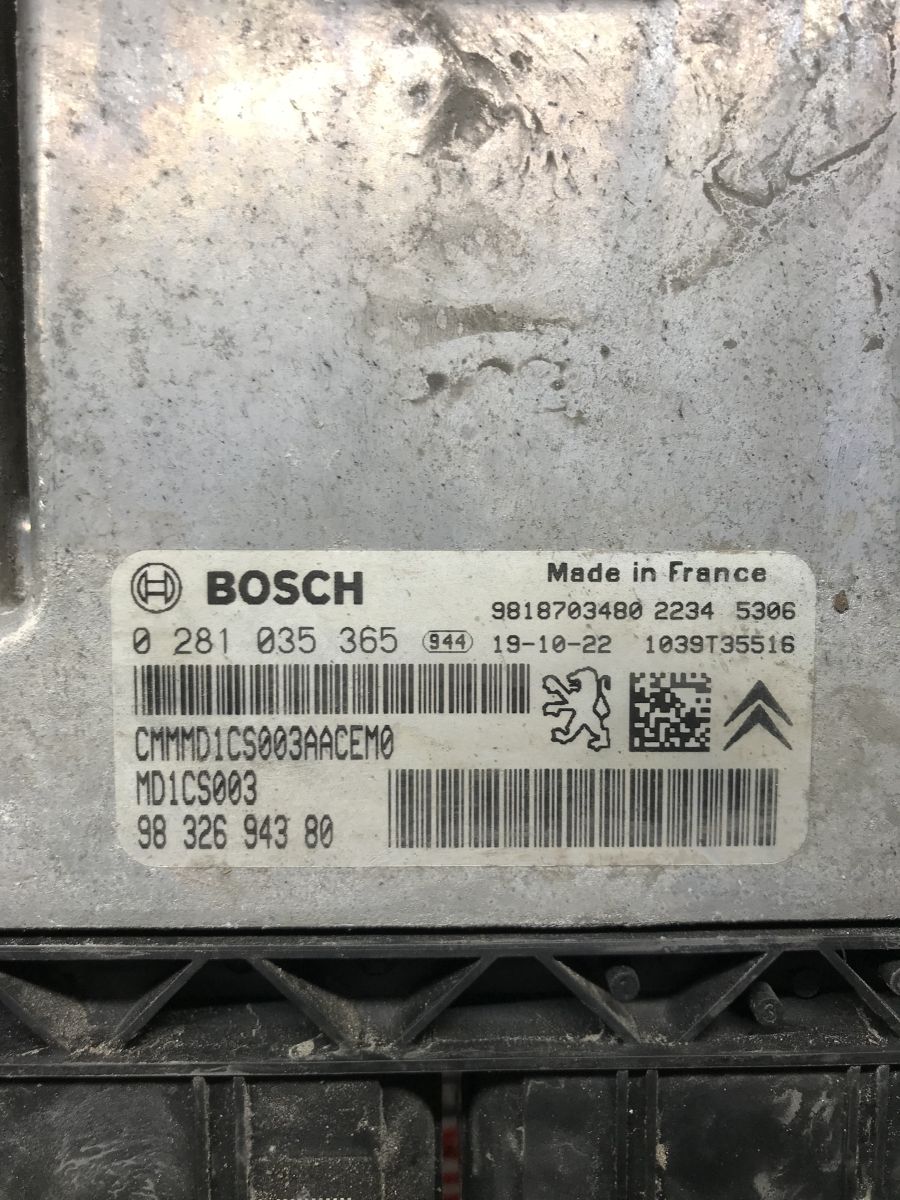 BOSCH
Made in France
9818703480 2234 5306
0 281 035 365 944 19-10-22 1039T35516
CMMMD1CS003AACEM0
MD1CS003
98 326 943 80